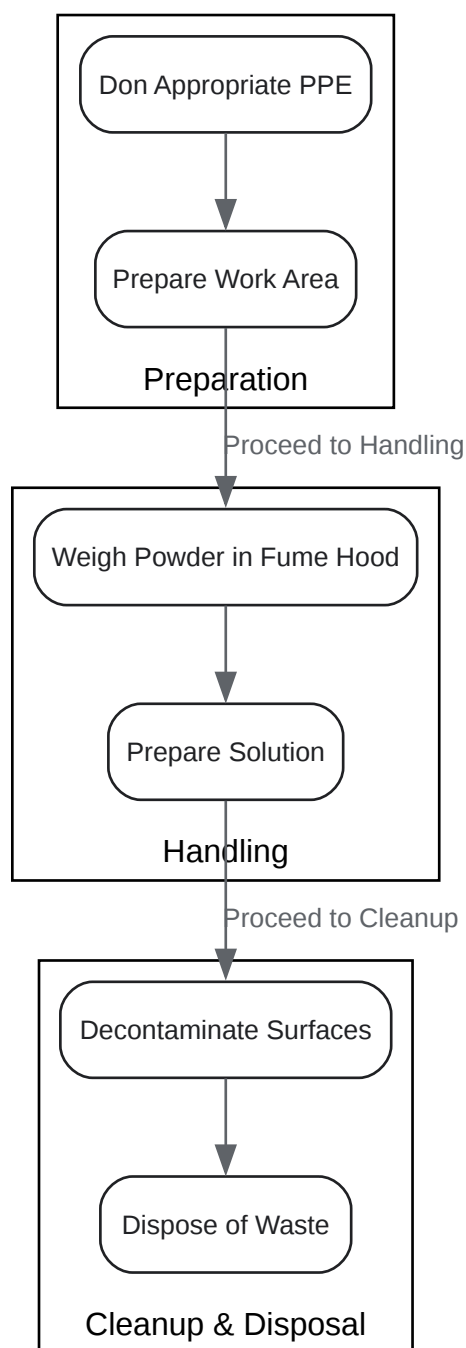 Don Appropriate PPE
Prepare Work Area
Preparation
Proceed to Handling
Weigh Powder in Fume Hood
Prepare Solution
Handling
Proceed to Cleanup
Decontaminate Surfaces
Dispose of Waste
Cleanup & Disposal